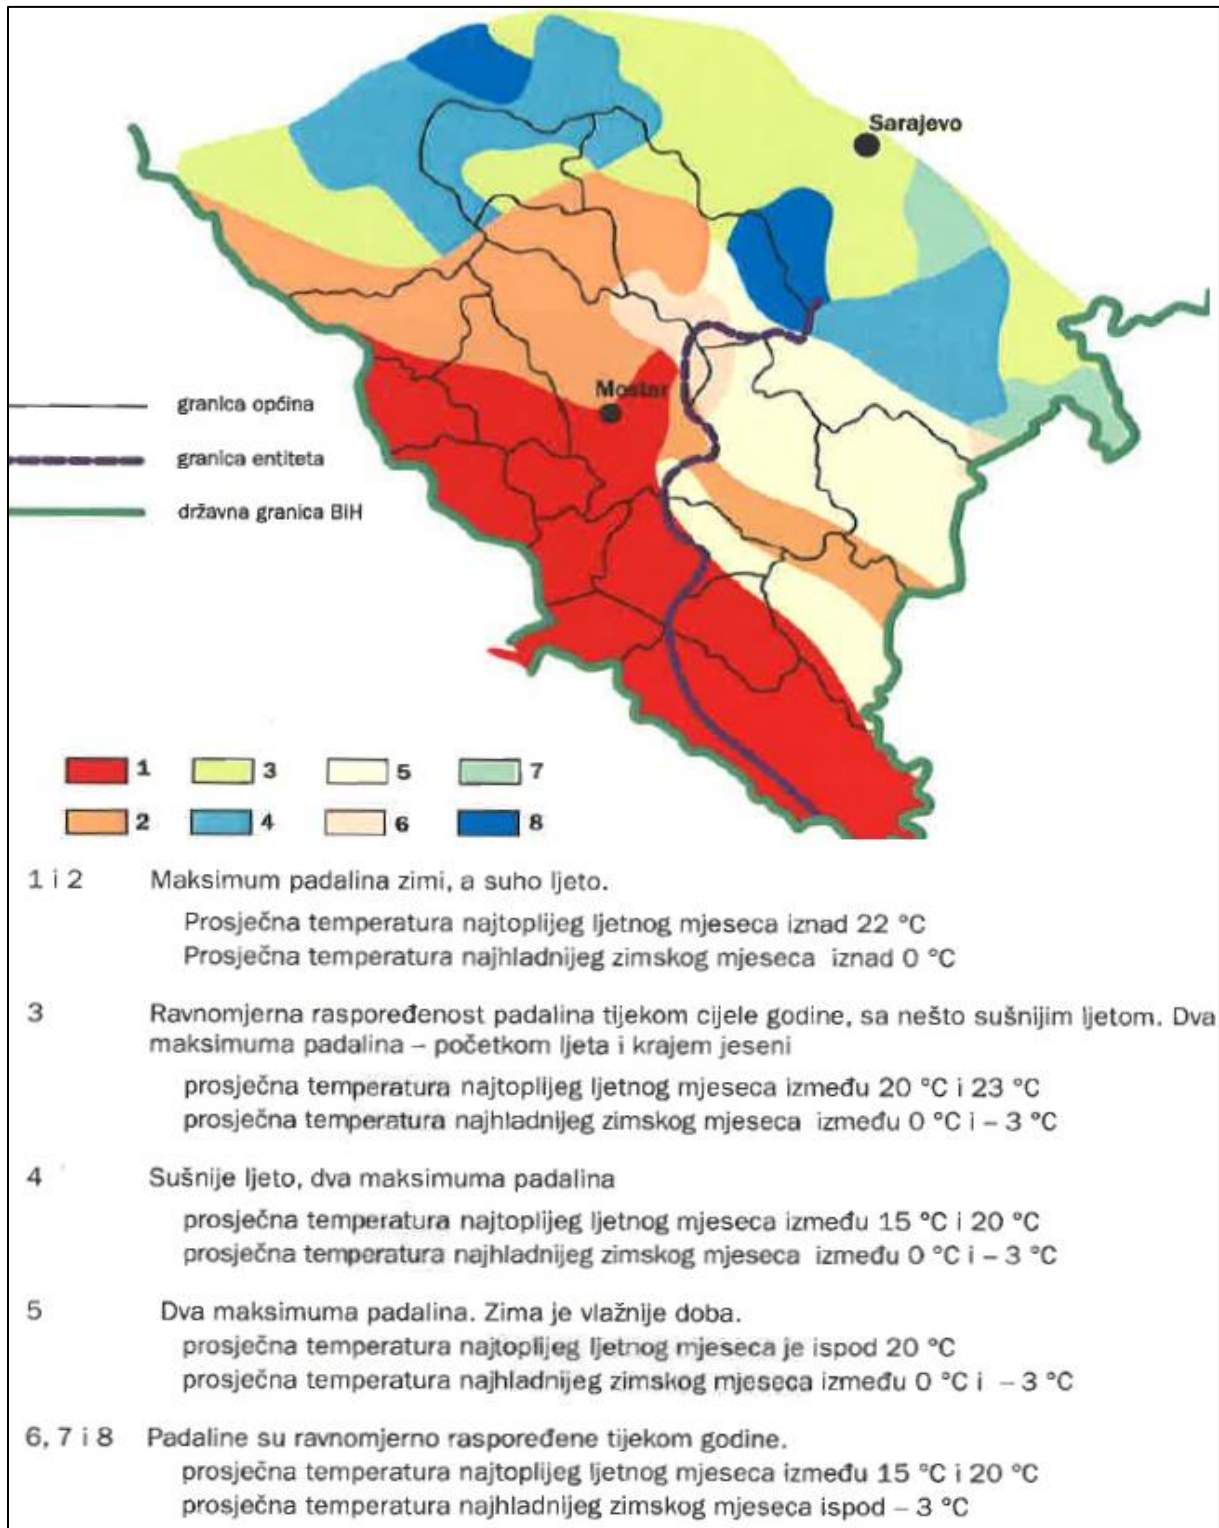 Sarajevo
Mostar
granica općina
granica entiteta
državna granica BiH
1 3 5 7
2 4 6 8
1 i 2 Maksimum padalina zimi, a suho ljeto.
Prosječna temperatura najtoplijeg ljetnog mjeseca iznad 22 °C
Prosječna temperatura najhladnijeg zimskog mjeseca iznad 0 °C
3 Ravnomjerna raspoređenost padalina tijekom cijele godine, sa nešto sušnijim ljetom. Dva
maksimuma padalina – početkom ljeta i krajem jeseni
prosječna temperatura najtoplijeg ljetnog mjeseca između 20 °C i 23 °C
prosječna temperatura najhladnijeg zimskog mjeseca između 0 °C i – 3 °C
4 Sušnije ljeto, dva maksimuma padalina
prosječna temperatura najtoplijeg ljetnog mjeseca između 15 °C i 20 °C
prosječna temperatura najhladnijeg zimskog mjeseca između 0 °C i – 3 °C
5 Dva maksimuma padalina. Zima je vlažnije doba.
prosječna temperatura najtoplijeg ljetnog mjeseca je ispod 20 °C
prosječna temperatura najhladnijeg zimskog mjeseca između 0 °C i – 3 °C
6, 7 i 8 Padaline su ravnomjerno raspoređene tijekom godine.
prosječna temperatura najtoplijeg ljetnog mjeseca između 15 °C i 20 °C
prosječna temperatura najhladnijeg zimskog mjeseca ispod – 3 °C